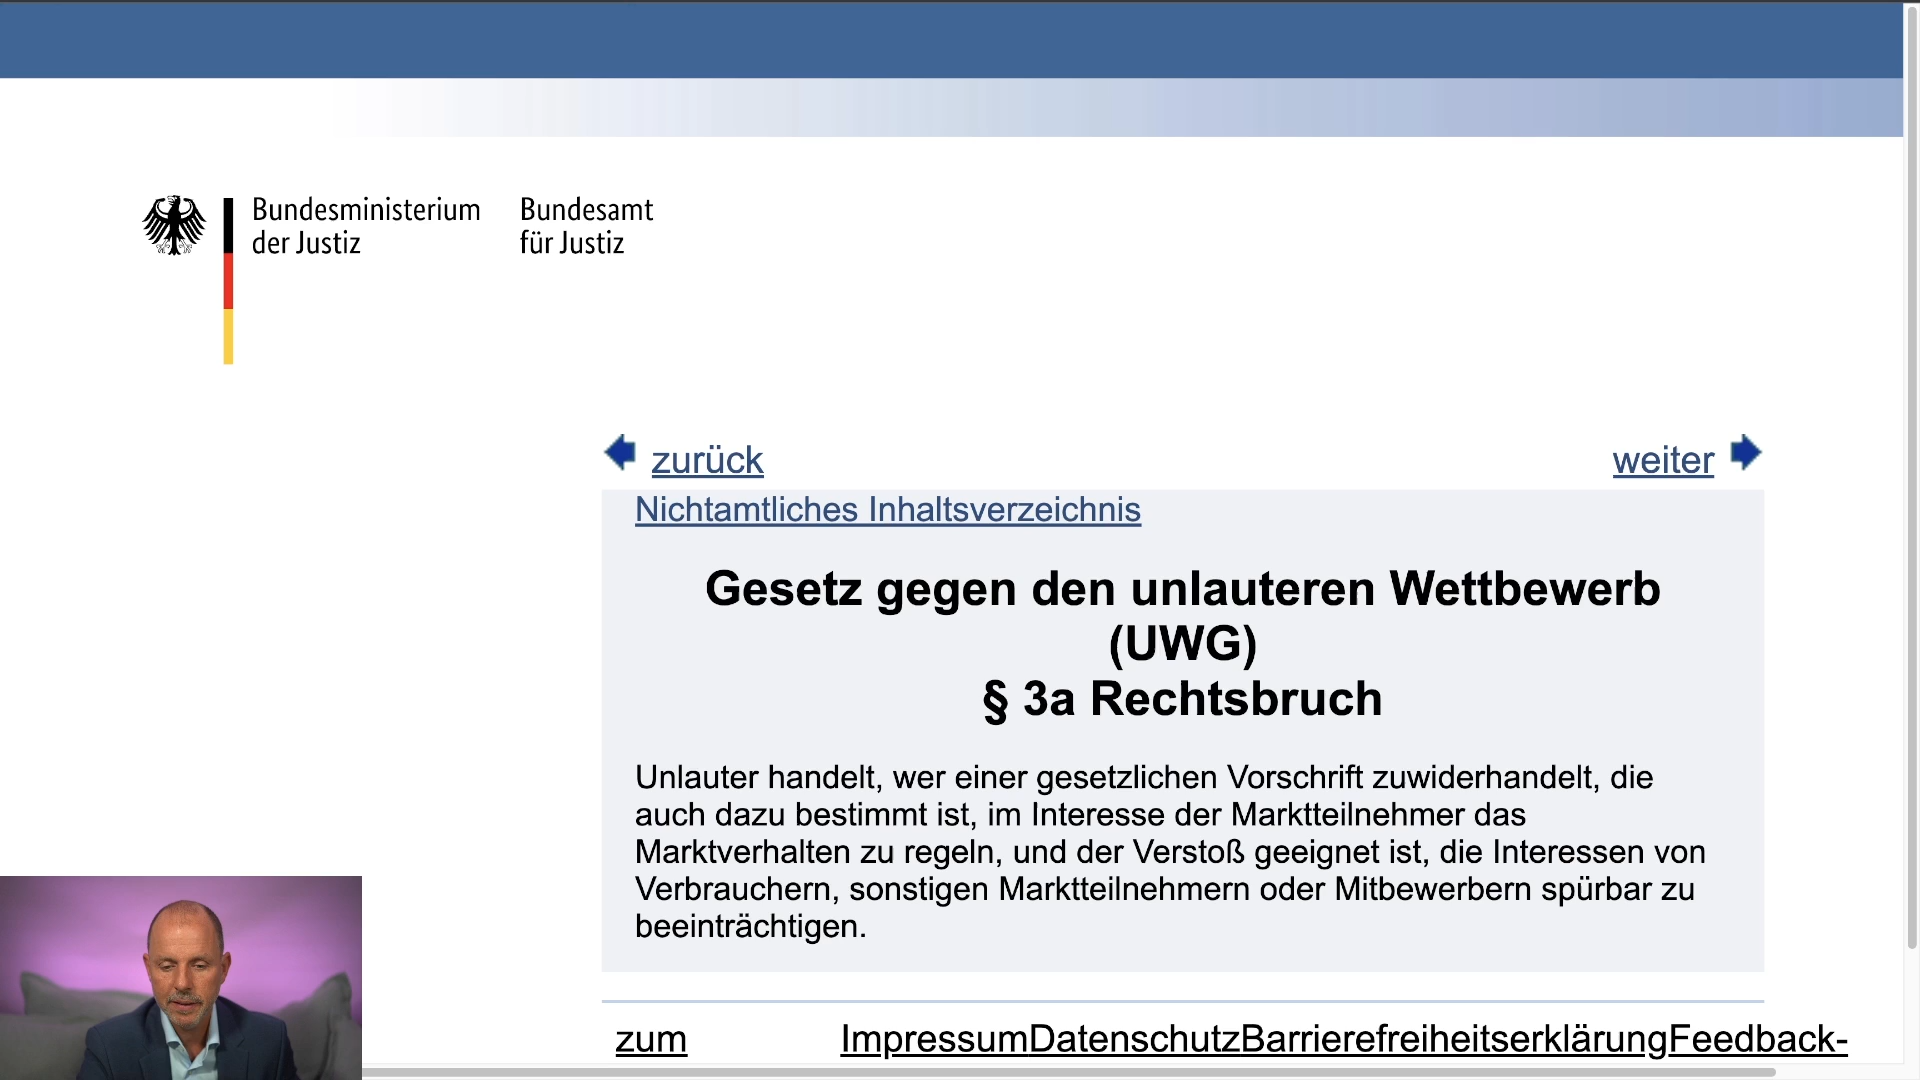 Bundesministerium
der Justiz
Bundesamt
für Justiz
zurück
weiter
Nichtamtliches Inhaltsverzeichnis
Gesetz gegen den unlauteren Wettbewerb
(UWG)
§ 3a Rechtsbruch
Unlauter handelt, wer einer gesetzlichen Vorschrift zuwiderhandelt, die
auch dazu bestimmt ist, im Interesse der Marktteilnehmer das
Marktverhalten zu regeln, und der Verstoß geeignet ist, die Interessen von
Verbrauchern, sonstigen Marktteilnehmern oder Mitbewerbern spürbar zu
beeinträchtigen.
zum ImpressumDatenschutzBarrierefreiheitserklärungFeedback-